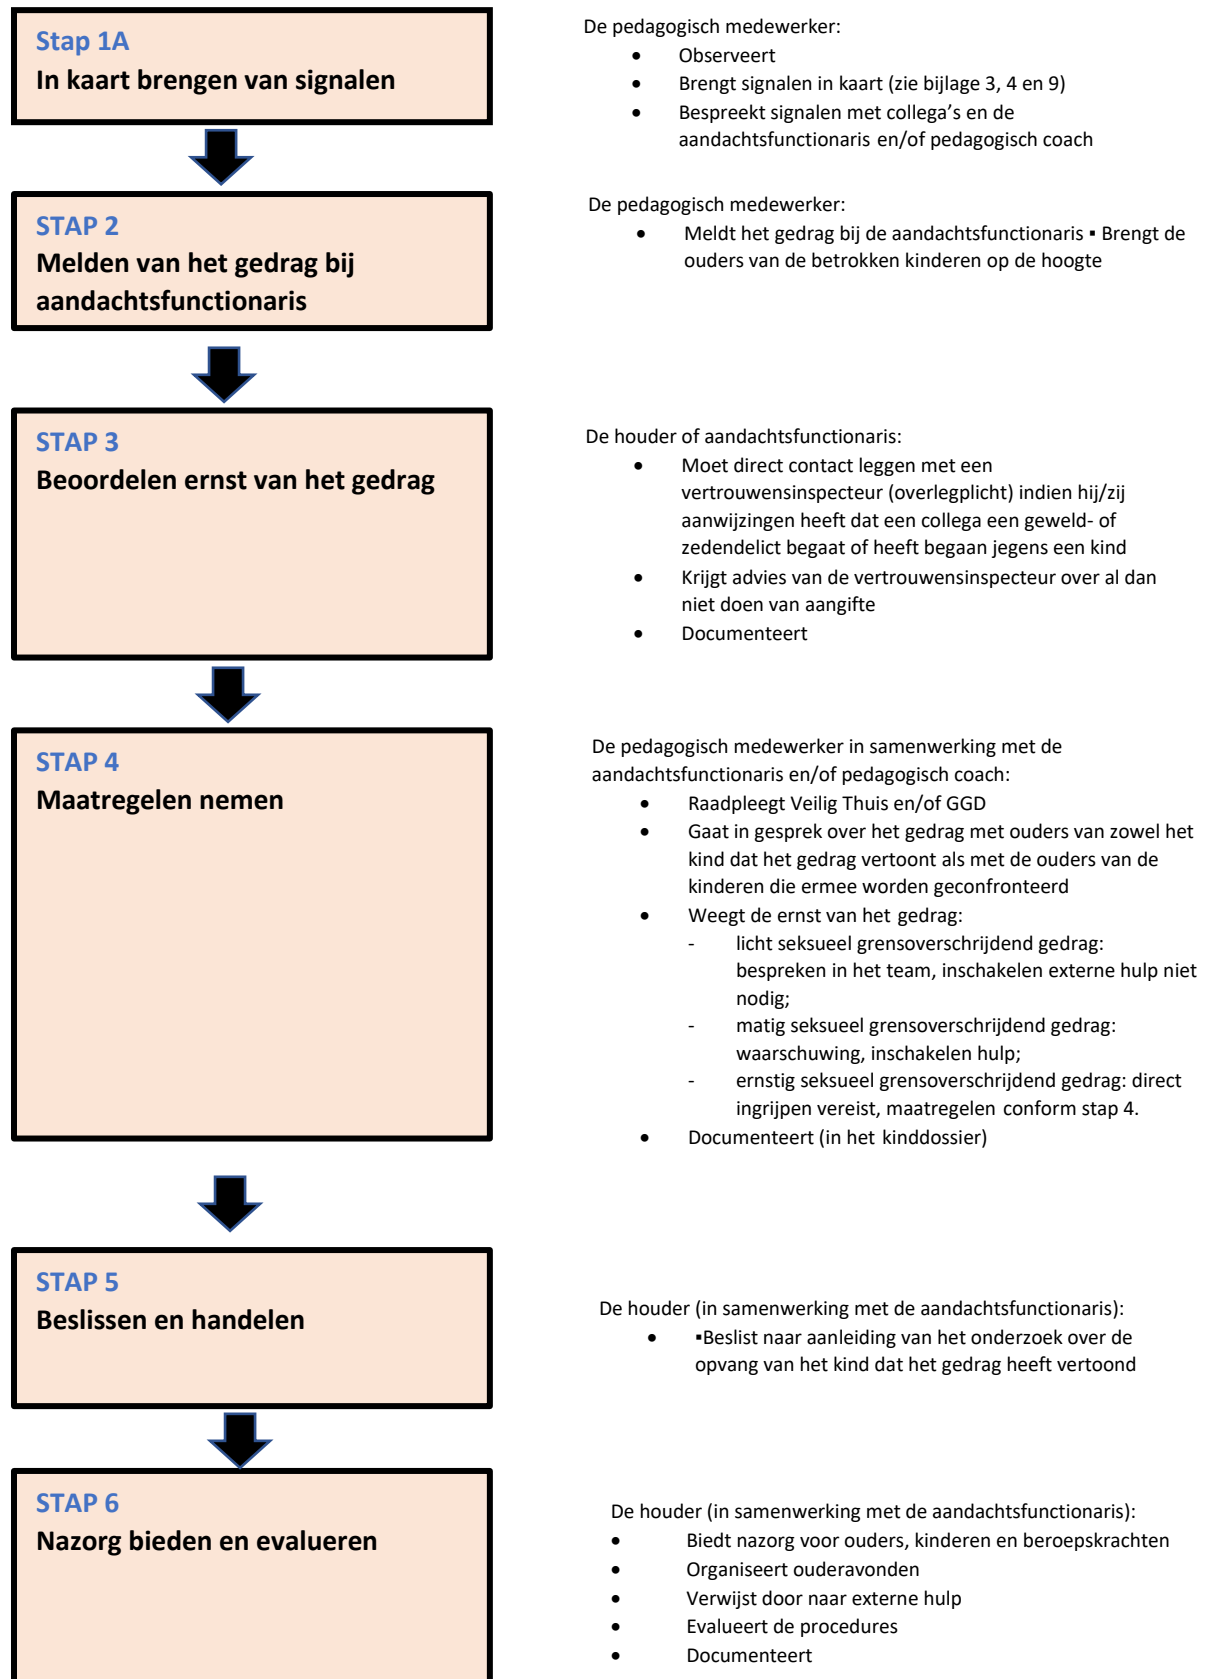 Stap 1A
In kaart brengen van signalen
De pedagogisch medewerker:
• Observeert
• Brengt signalen in kaart (zie bijlage 3, 4 en 9)
• Bespreekt signalen met collega’s en de
aandachtsfunctionaris en/of pedagogisch coach
STAP 2
Melden van het gedrag bij
aandachtsfunctionaris
De pedagogisch medewerker:
• Meldt het gedrag bij de aandachtsfunctionaris ▪ Brengt de
ouders van de betrokken kinderen op de hoogte
STAP 3
Beoordelen ernst van het gedrag
De houder of aandachtsfunctionaris:
• Moet direct contact leggen met een
vertrouwensinspecteur (overlegplicht) indien hij/zij
aanwijzingen heeft dat een collega een geweld- of
zedendelict begaat of heeft begaan jegens een kind
• Krijgt advies van de vertrouwensinspecteur over al dan
niet doen van aangifte
• Documenteert
STAP 4
Maatregelen nemen
De pedagogisch medewerker in samenwerking met de
aandachtsfunctionaris en/of pedagogisch coach:
• Raadpleegt Veilig Thuis en/of GGD
• Gaat in gesprek over het gedrag met ouders van zowel het
kind dat het gedrag vertoont als met de ouders van de
kinderen die ermee worden geconfronteerd
• Weegt de ernst van het gedrag:
- licht seksueel grensoverschrijdend gedrag:
bespreken in het team, inschakelen externe hulp niet
nodig;
- matig seksueel grensoverschrijdend gedrag:
waarschuwing, inschakelen hulp;
- ernstig seksueel grensoverschrijdend gedrag: direct
ingrijpen vereist, maatregelen conform stap 4.
• Documenteert (in het kinddossier)
STAP 5
Beslissen en handelen
De houder (in samenwerking met de aandachtsfunctionaris):
• ▪Beslist naar aanleiding van het onderzoek over de
opvang van het kind dat het gedrag heeft vertoond
STAP 6
Nazorg bieden en evalueren
De houder (in samenwerking met de aandachtsfunctionaris):
• Biedt nazorg voor ouders, kinderen en beroepskrachten
• Organiseert ouderavonden
• Verwijst door naar externe hulp
• Evalueert de procedures
• Documenteert